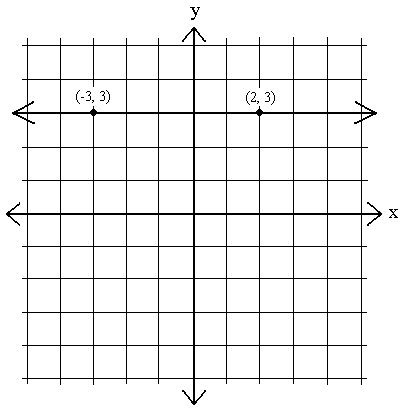 y
(-3, 3)
(2, 3)
x